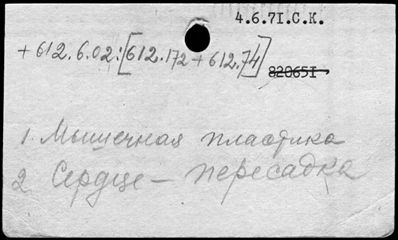 4.6.71.С.К.
+612.6.02:[612.172+612.74]
820651
1. Мышечная пластика
2 Сердце – пересадка